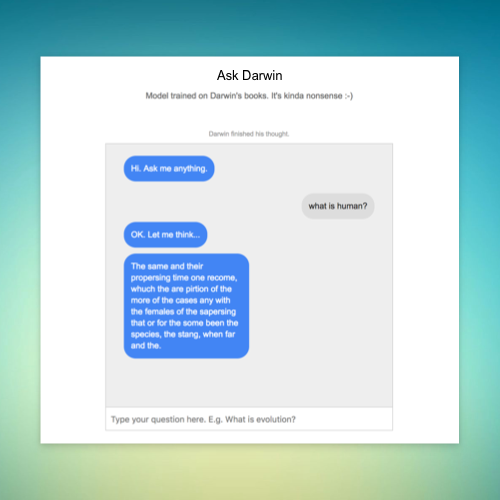 Ask Darwin
Model trained on Darwin's books. It's kinda nonsense :-)
Darwin finished his thought.
Hi. Ask me anything.
what is human?
OK. Let me think...
The same and their
propersing time one recome,
whuch the are pirtion of the
more of the cases any with
the females of the sapersing
that or for the some been the
species, the stang, when far
and the.
Type your question here. E.g. What is evolution?